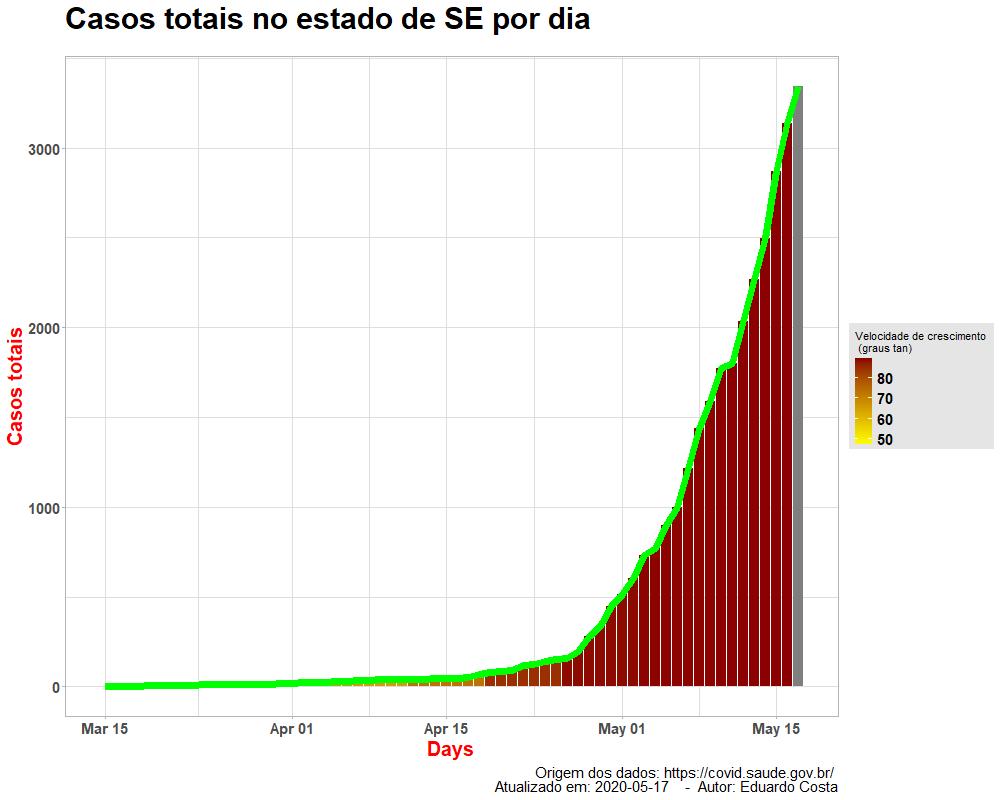 Casos totais no estado de SE por dia
3000
2000
1000
0
Casos totais
Mar 15 Apr 01 Apr 15 May 01 May 15
Days
Velocidade de crescimento
(graus tan)
80
70
60
50
Origem dos dados: https://covid.saude.gov.br/
Atualizado em: 2020-05-17 - Autor: Eduardo Costa